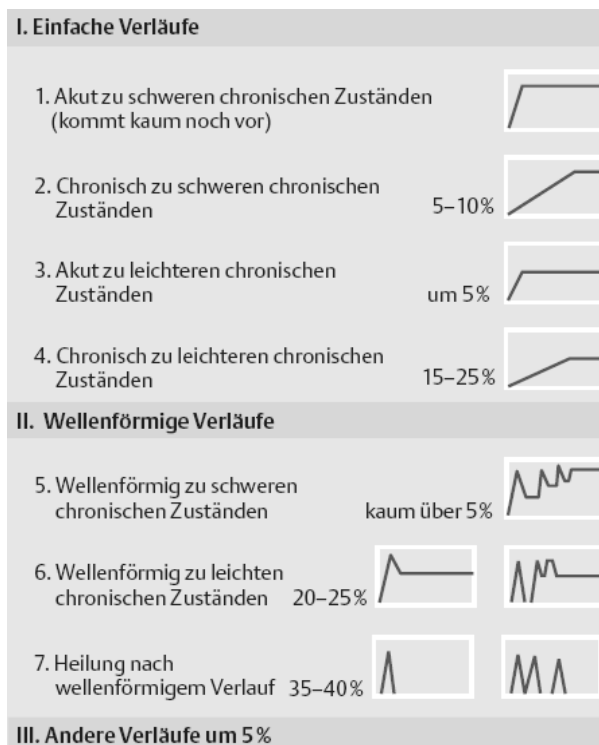 I. Einfache Verläufe
1. Akut zu schweren chronischen Zuständen
(kommt kaum noch vor)
2. Chronisch zu schweren chronischen
Zuständen 5–10%
3. Akut zu leichteren chronischen
Zuständen um 5%
4. Chronisch zu leichteren chronischen
Zuständen 15–25%
II. Wellenförmige Verläufe
5. Wellenförmig zu schweren
chronischen Zuständen kaum über 5%
6. Wellenförmig zu leichten
chronischen Zuständen 20–25%
7. Heilung nach
wellenförmigem Verlauf 35–40%
III. Andere Verläufe um 5%